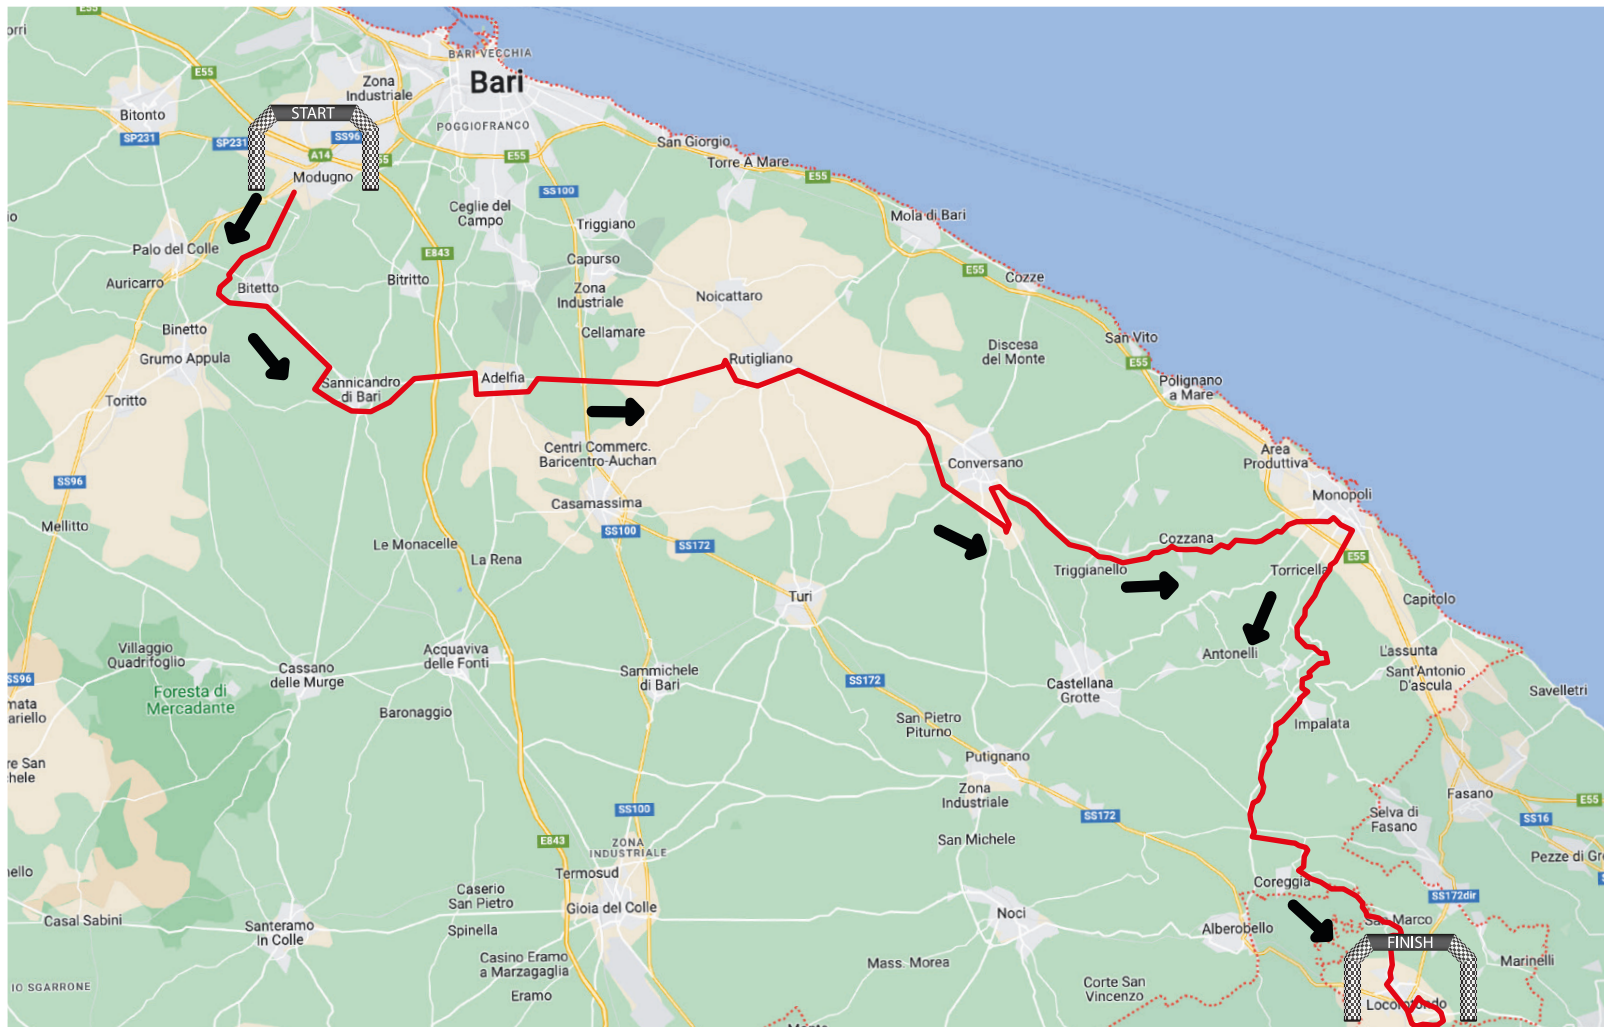 E55
BARI VECCHIA
Bari
Zona
Industriale
E55
Bitonto
START
POGGIOFRANCO
SP231
SP231
SS96
A14
E55
San Giorgio
Torre A Mare
E55
Modugno
SS100
Ceglie del
Campo
Triggiano
Mola di Bari
Palo del Colle
E843
Capurso
E55
Cozze
Auricarro
Bitetto
Bitritto
Zona
Industriale
Noicattaro
Binetto
Cellamare
San Vito
Grumo Appula
Rutigliano
Discesa
del Monte
E55
Sannicandro
di Bari
Adelfia
Polignano
a Mare
Toritto
Centri Commerc.
Baricentro-Auchan
Conversano
Area
Produttiva
SS96
Monopoli
Casamassima
Mellitto
SS100
SS172
Le Monacelle
La Rena
Cozzana
E55
Triggianello
Torricella
Turi
Capitolo
Villaggio
Quadrifoglio
Acquaviva
delle Forti
Antonelli
L'assunta
Cassano
delle Murge
Sammichele
di Bari
SS172
Castellana
Grotte
Sant'Antonio
D'ascula
Savelletri
SS96
Foresta di
Mercadante
Baronaggio
San Pietro
Piturno
Impalata
Putignano
Zona
Industriale
Fasano
E55
SS100
SS172
Selva di
Fasano
SS16
E843
ZONA
INDUSTRIALE
San Michele
Pezze di Gr
Termosud
Coreggia
Caserio
San Pietro
SS172dir
Gioia del Colle
Noci
Casal Sabini
Santeramo
In Colle
Spinella
Alberobello
San Marco
FINISH
Casino Eramo
a Marzagaglia
Mass. Morea
Marinelli
IO SGARRONE
Eramo
Corte San
Vincenzo
Locorotondo